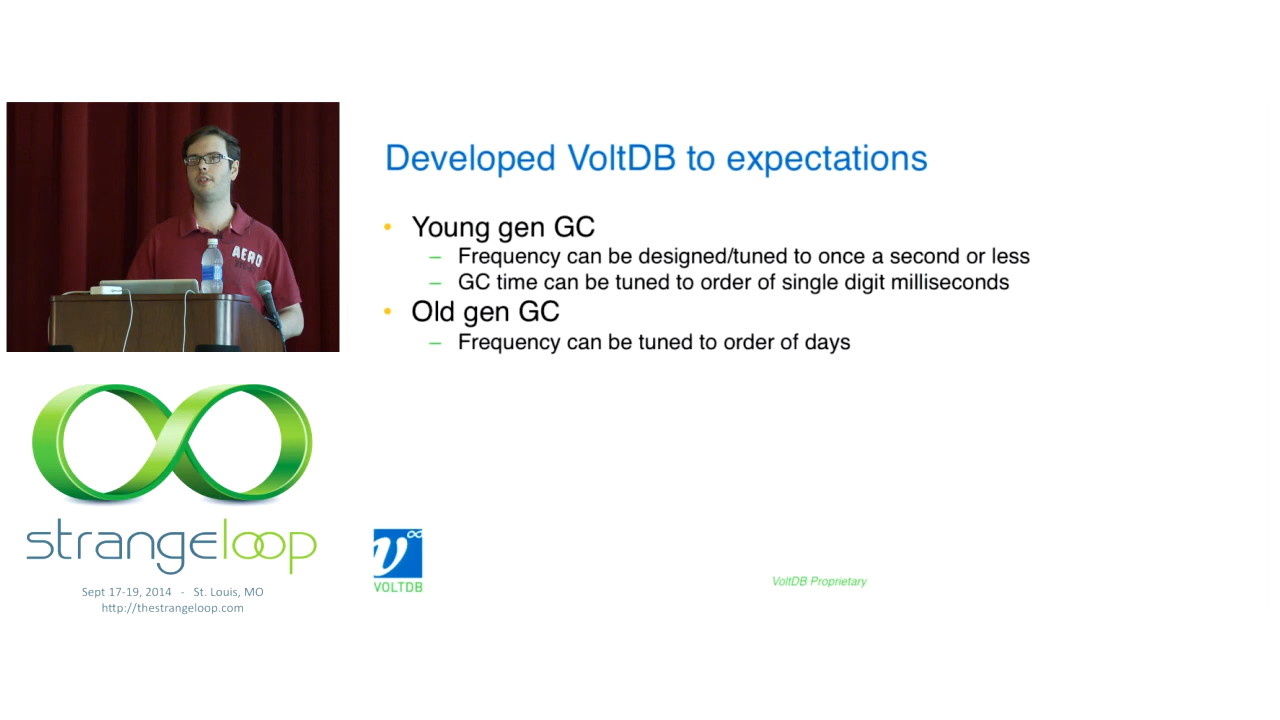 Developed VoltDB to expectations
• Young gen GC
– Frequency can be designed/tuned to once a second or less
– GC time can be tuned to order of single digit milliseconds
• Old gen GC
– Frequency can be tuned to order of days
AERO
strangeloop
Sept 17-19, 2014 - St. Louis, MO
http://thestrangeloop.com
VOLTDB
VoltDB Proprietary